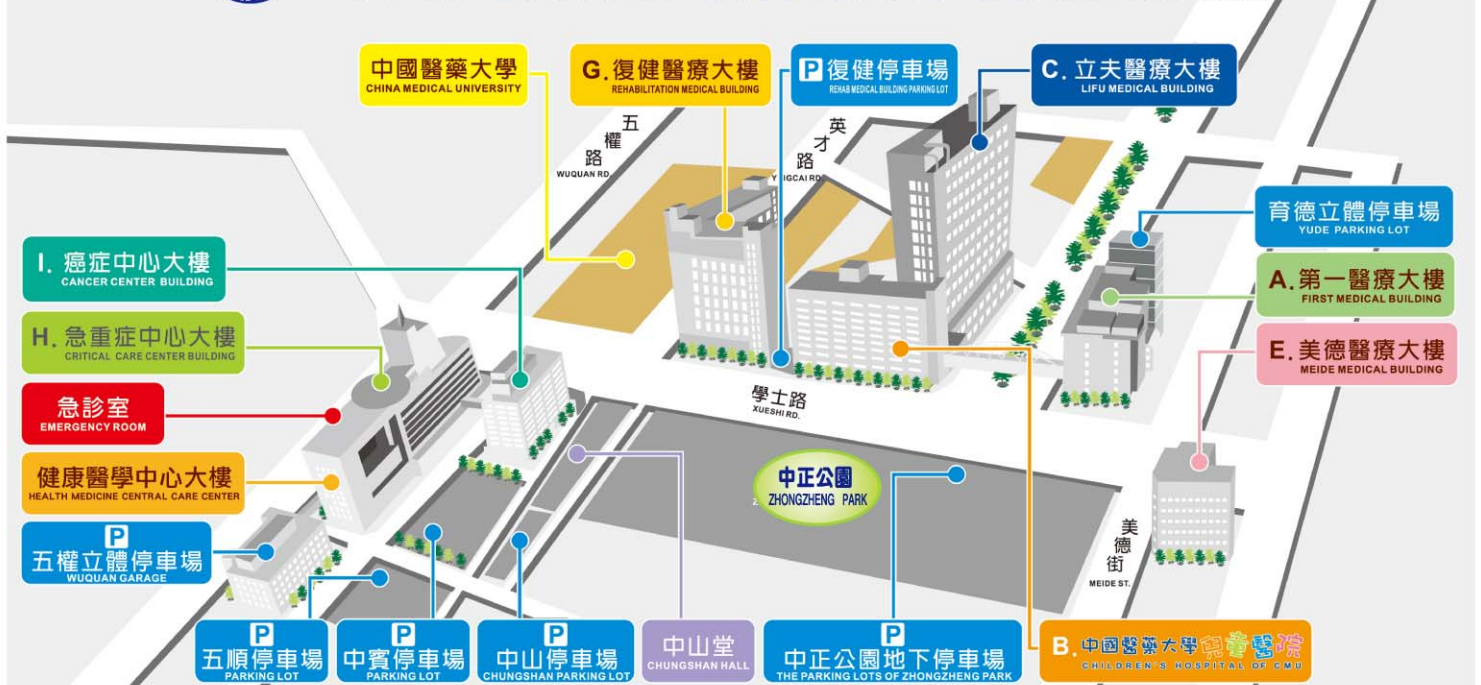 中國醫藥大學
CHINA MEDICAL UNIVERSITY
G. 復健醫療大樓
REHABILITATION MEDICAL BUILDING
P 復健停車場
REHAB MEDICAL BUILDING PARKING LOT
C. 立夫醫療大樓
LIFU MEDICAL BUILDING
五權路
WUQUAN RD.
英才路
YINGCAI RD.
育德立體停車場
YUDE PARKING LOT
I. 癌症中心大樓
CANCER CENTER BUILDING
A. 第一醫療大樓
FIRST MEDICAL BUILDING
H. 急重症中心大樓
CRITICAL CARE CENTER BUILDING
E. 美德醫療大樓
MEIDE MEDICAL BUILDING
急診室
EMERGENCY ROOM
學士路
XUESHI RD.
健康醫學中心大樓
HEALTH MEDICINE CENTRAL CARE CENTER
中正公園
ZHONGZHENG PARK
P
五權立體停車場
WUQUAN GARAGE
美德街
MEIDE ST.
P
五順停車場
PARKING LOT
P
中賓停車場
PARKING LOT
P
中山停車場
CHUNGSHAN PARKING LOT
中山堂
CHUNGSHAN HALL
P
中正公園地下停車場
THE PARKING LOTS OF ZHONGZHENG PARK
B. 中國醫藥大學兒童醫院
CHILDREN'S HOSPITAL OF CMU